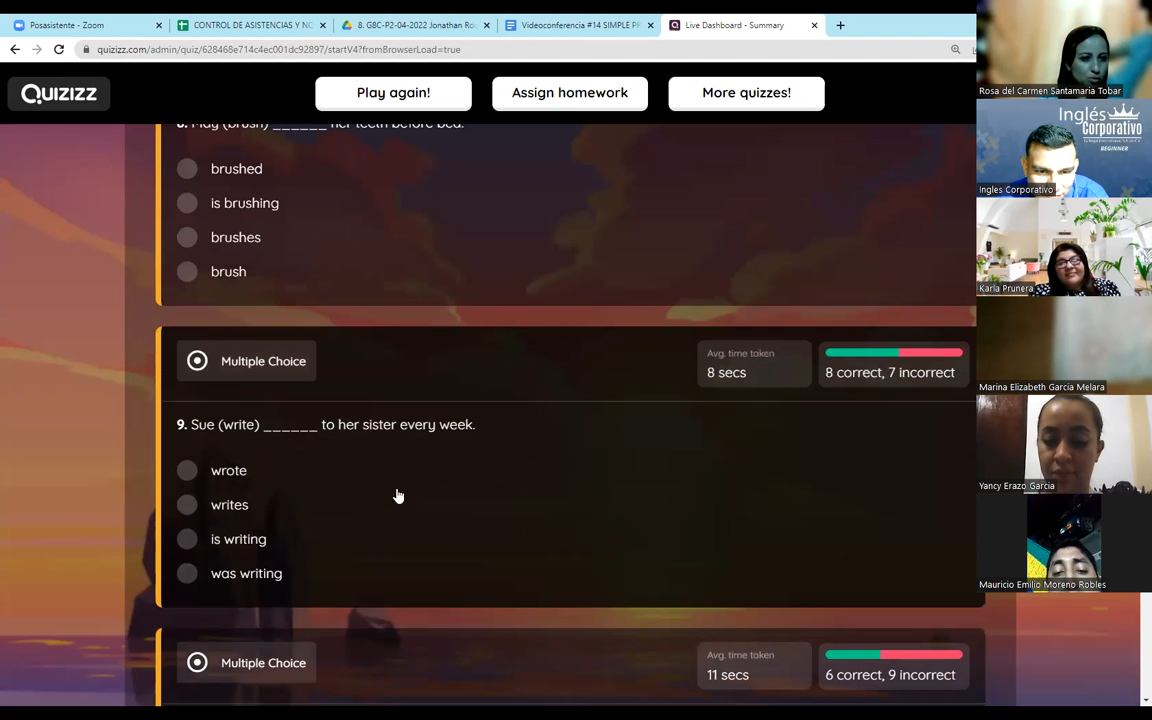 Posasistente - Zoom
CONTROL DE ASISTENCIAS Y NO
8. G8C-P2-04-2022 Jonathan Ro
Videoconferencia #14 SIMPLE PR
Live Dashboard - Summary
quizizz.com/admin/quiz/628468e714c4ec001dc92897/startV4?fromBrowserLoad=true
Quizizz
Play again!
Assign homework
More quizzes!
(brush) ______ her teeth before bed.
brushed
is brushing
brushes
brush
Multiple Choice
Avg. time taken
8 secs
8 correct, 7 incorrect
9. Sue (write) ______ to her sister every week.
wrote
writes
is writing
was writing
Multiple Choice
Avg. time taken
11 secs
6 correct, 9 incorrect
Rosa del Carmen Santamaria Tobar
Inglés
Corporativo
BEGINNER
Ingles Corporativo
Karla Prunera
Marina Elizabeth Garcia Melara
Yancy Erazo Garcia
Mauricio Emilio Moreno Robles